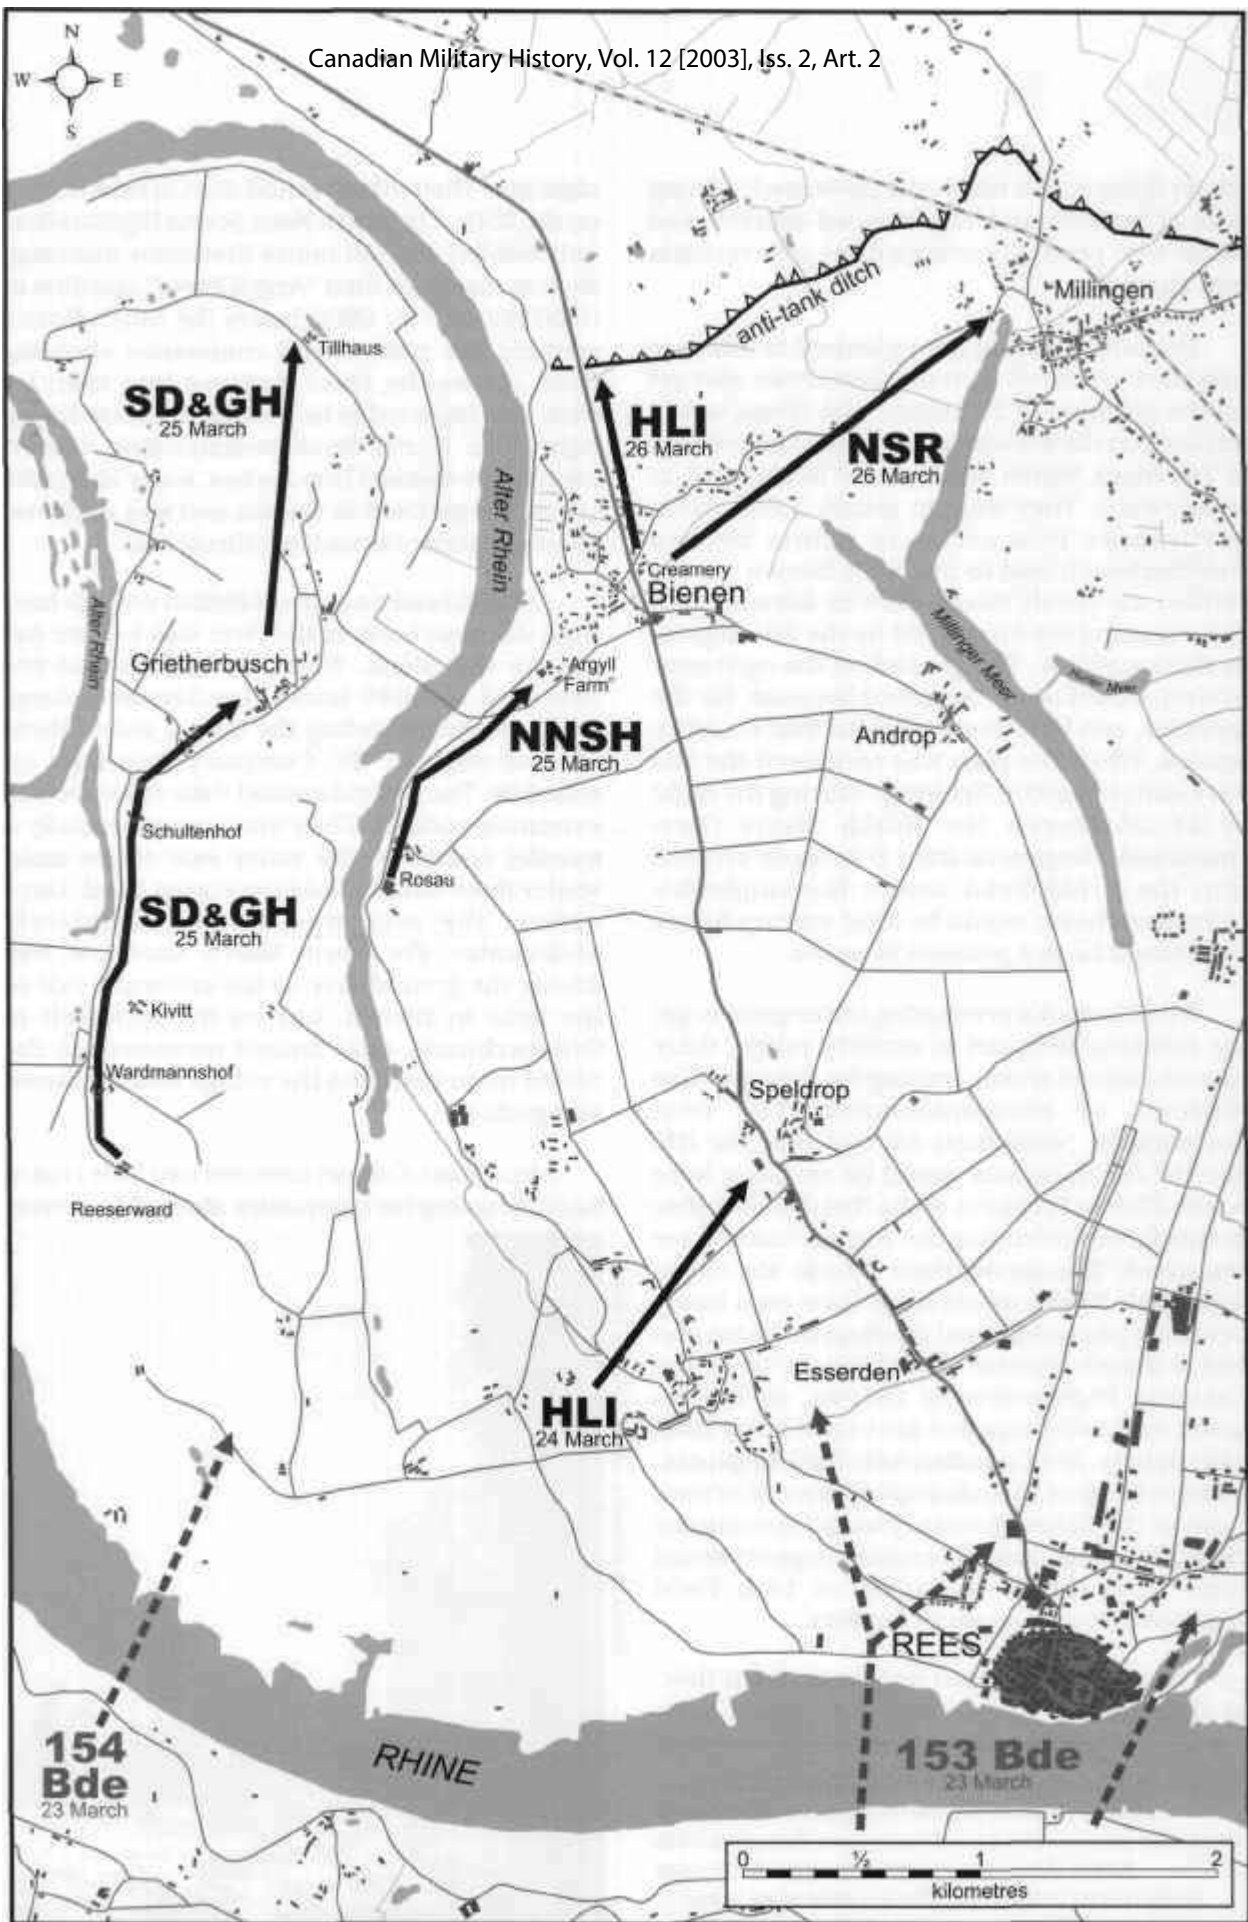 Canadian Military History, Vol. 12 [2003], Iss. 2, Art. 2
N
W E
S
Millingen
anti-tank ditch
Tillhaus
SD&GH
25 March
HLI
26 March
NSR
26 March
Alter Rhein
Creamery
Bienen
Alter Rhein
Millinger Meer
Grietherbusch
"Argyll
Farm"
NNSH
25 March
Androp
Schultenhof
Rosau
SD&GH
25 March
Kivitt
Wardmannshof
Speldrop
Reeserward
Esserden
HLI
24 March
REES
154
Bde
23 March
RHINE
153 Bde
23 March
0 ½ 1 2
kilometres